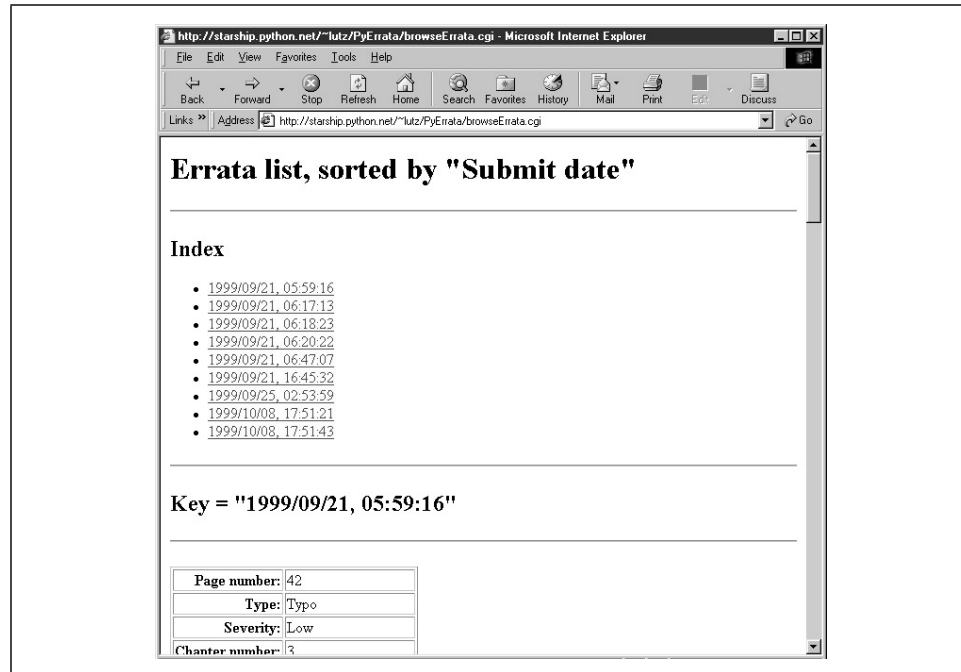 http://starship.python.net/~lutz/PyErrata/browseErrata.cgi - Microsoft Internet Explorer
File Edit View Favorites Tools Help
Back Forward Stop Refresh Home Search Favorites History Mail Print Edit Discuss
Links » Address http://starship.python.net/~lutz/PyErrata/browseErrata.cgi Go
Errata list, sorted by "Submit date"
Index
• 1999/09/21, 05:59:16
• 1999/09/21, 06:17:13
• 1999/09/21, 06:18:23
• 1999/09/21, 06:20:22
• 1999/09/21, 06:47:07
• 1999/09/21, 16:45:32
• 1999/09/25, 02:53:59
• 1999/10/08, 17:51:21
• 1999/10/08, 17:51:43
Key = "1999/09/21, 05:59:16"
Page number: 42
Type: Typo
Severity: Low
Chapter number: 3